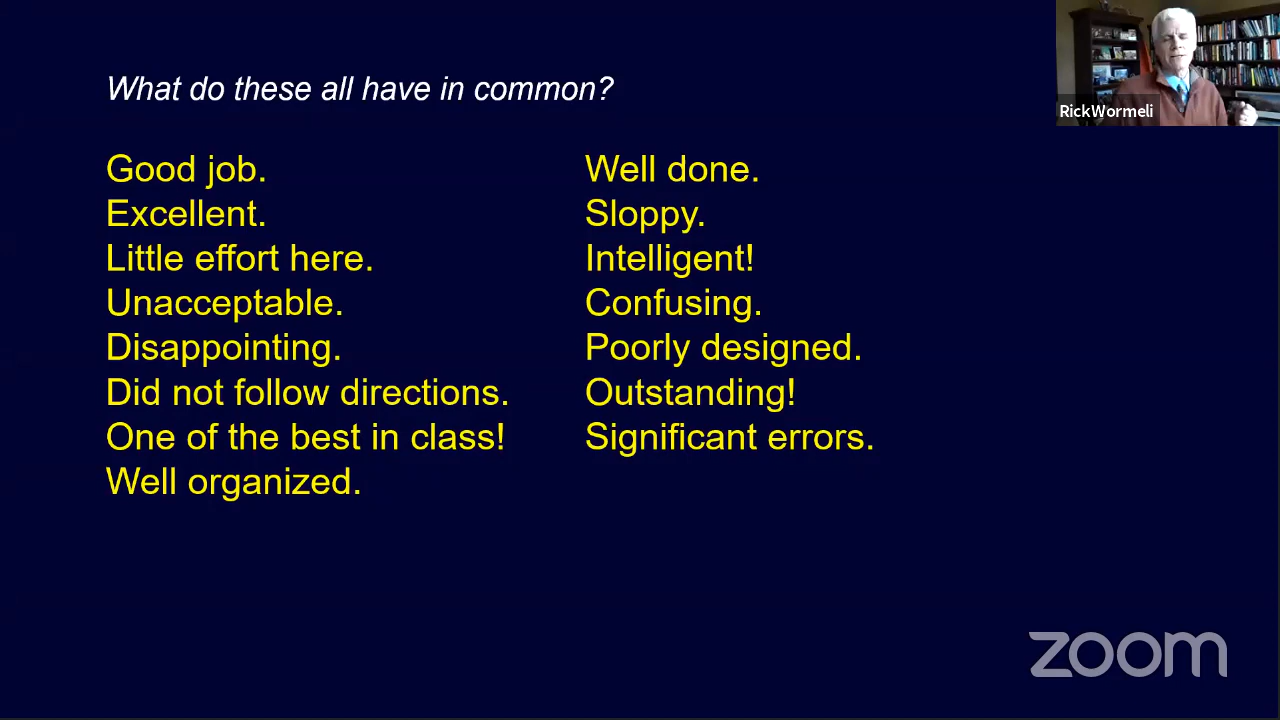 What do these all have in common?
Good job.
Excellent.
Little effort here.
Unacceptable.
Disappointing.
Did not follow directions.
One of the best in class!
Well organized.
Well done.
Sloppy.
Intelligent!
Confusing.
Poorly designed.
Outstanding!
Significant errors.
RickWormeli
zoom